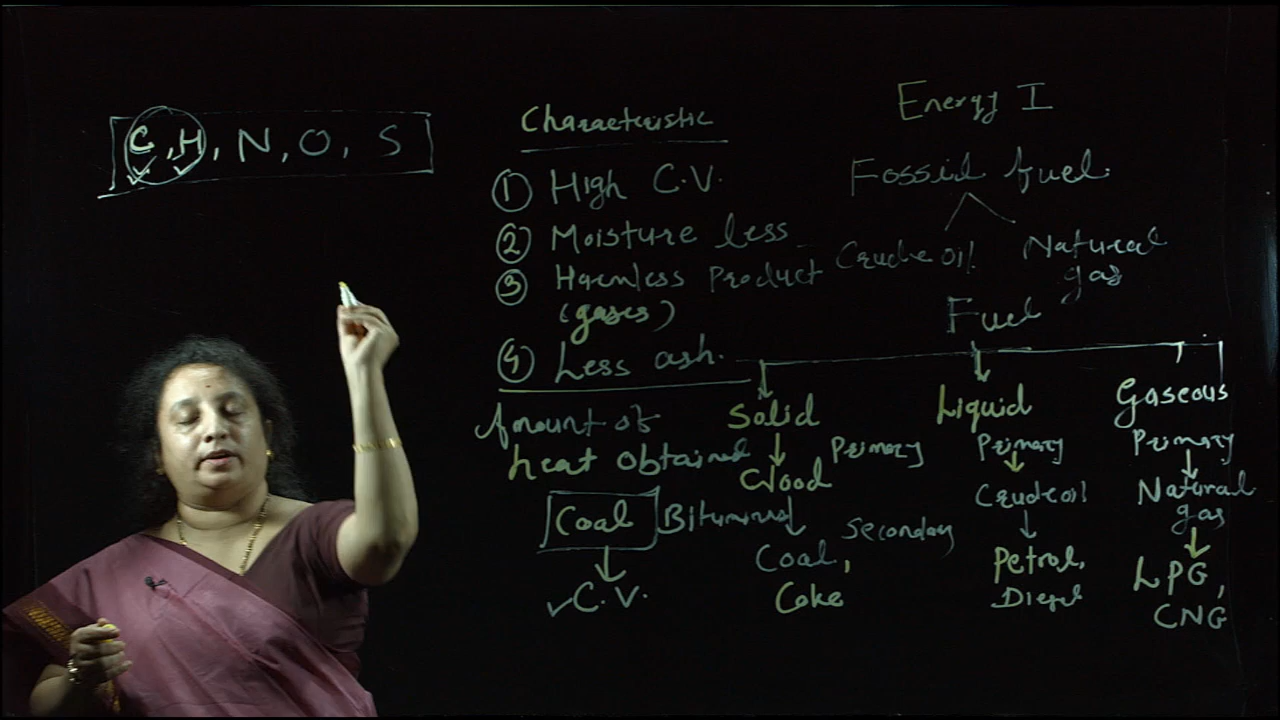 C, H, N, O, S
Characteristic
① High C.V.
② Moisture less
③ Harmless Product
(gases)
④ Less ash.
Amount of
heat obtained
Coal Bituminus
C.V.
Energy I
Fossid fuel.
Crude oil
Natural
gas
Fuel
Solid
Primary
Wood
Secondary
Coal,
Coke
Liquid
Primary
Crude oil
Petrol,
Diesel
Gaseous
Primary
Natural
gas
LPG,
CNG